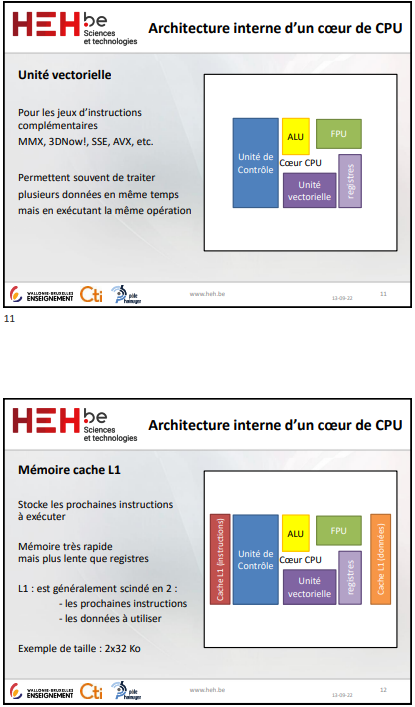 HEH.be
Sciences
et technologies
Architecture interne d'un cœur de CPU
Unité vectorielle
Pour les jeux d'instructions
complémentaires
MMX, 3DNow!, SSE, AVX, etc.
Permettent souvent de traiter
plusieurs données en même temps
mais en exécutant la même opération
Unité de
Contrôle
ALU
FPU
Cœur CPU
Unité
vectorielle
registres
WALLONIE-BRUXELLES
ENSEIGNEMENT
Cti
pôle
hainuyer
www.heh.be
13-09-22
11
11
HEH.be
Sciences
et technologies
Architecture interne d'un cœur de CPU
Mémoire cache L1
Stocke les prochaines instructions
à exécuter
Mémoire très rapide
mais plus lente que registres
L1 : est généralement scindé en 2 :
- les prochaines instructions
- les données à utiliser
Exemple de taille : 2x32 Ko
Cache L1 (instructions)
Unité de
Contrôle
ALU
FPU
Cœur CPU
Unité
vectorielle
registres
Cache L1 (données)
WALLONIE-BRUXELLES
ENSEIGNEMENT
Cti
pôle
hainuyer
www.heh.be
13-09-22
12